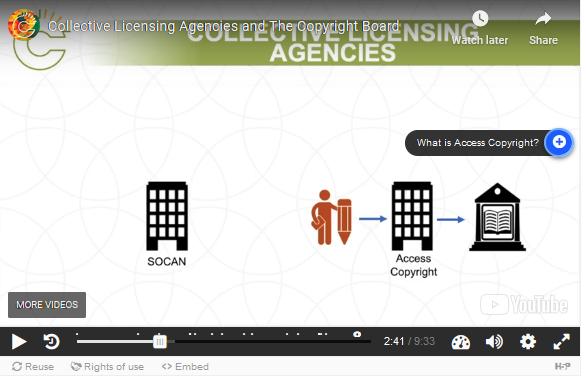 Collective Licensing Agencies and The Copyright Board
COLLECTIVE LICENSING
AGENCIES
Watch later
Share
What is Access Copyright?
SOCAN
Access
Copyright
MORE VIDEOS
YouTube
2:41 / 9:33
Reuse
Rights of use
<> Embed
H-P